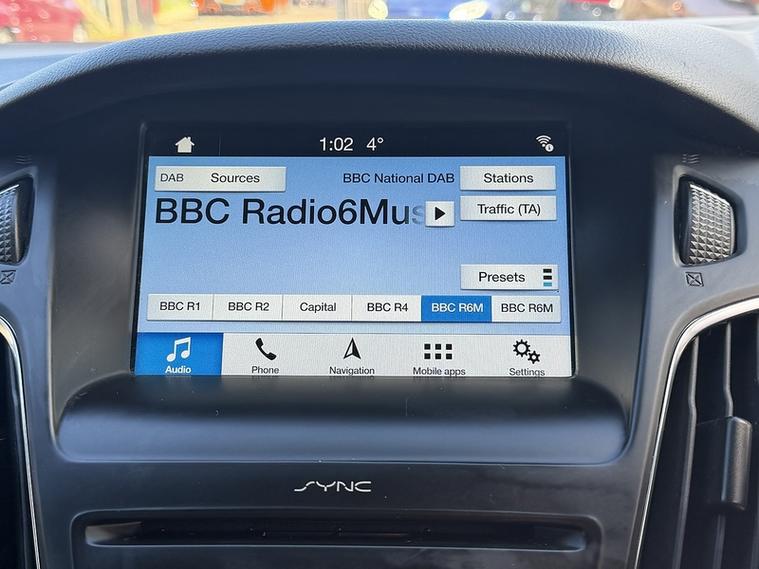 1:02 4°
DAB Sources BBC National DAB Stations
BBC Radio6Mus Traffic (TA)
Presets
BBC R1 BBC R2 Capital BBC R4 BBC R6M BBC R6M
Audio Phone Navigation Mobile apps Settings
SYNC